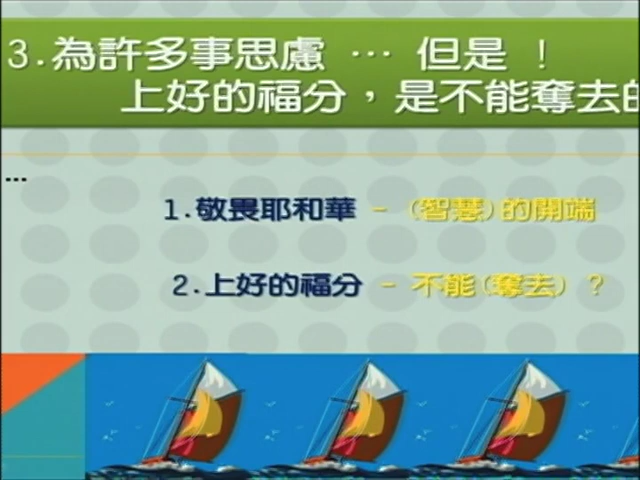 3.為許多事思慮 … 但是 !
上好的福分，是不能奪去的
...
1.敬畏耶和華 - (智慧)的開端
2.上好的福分 - 不能(奪去) ?